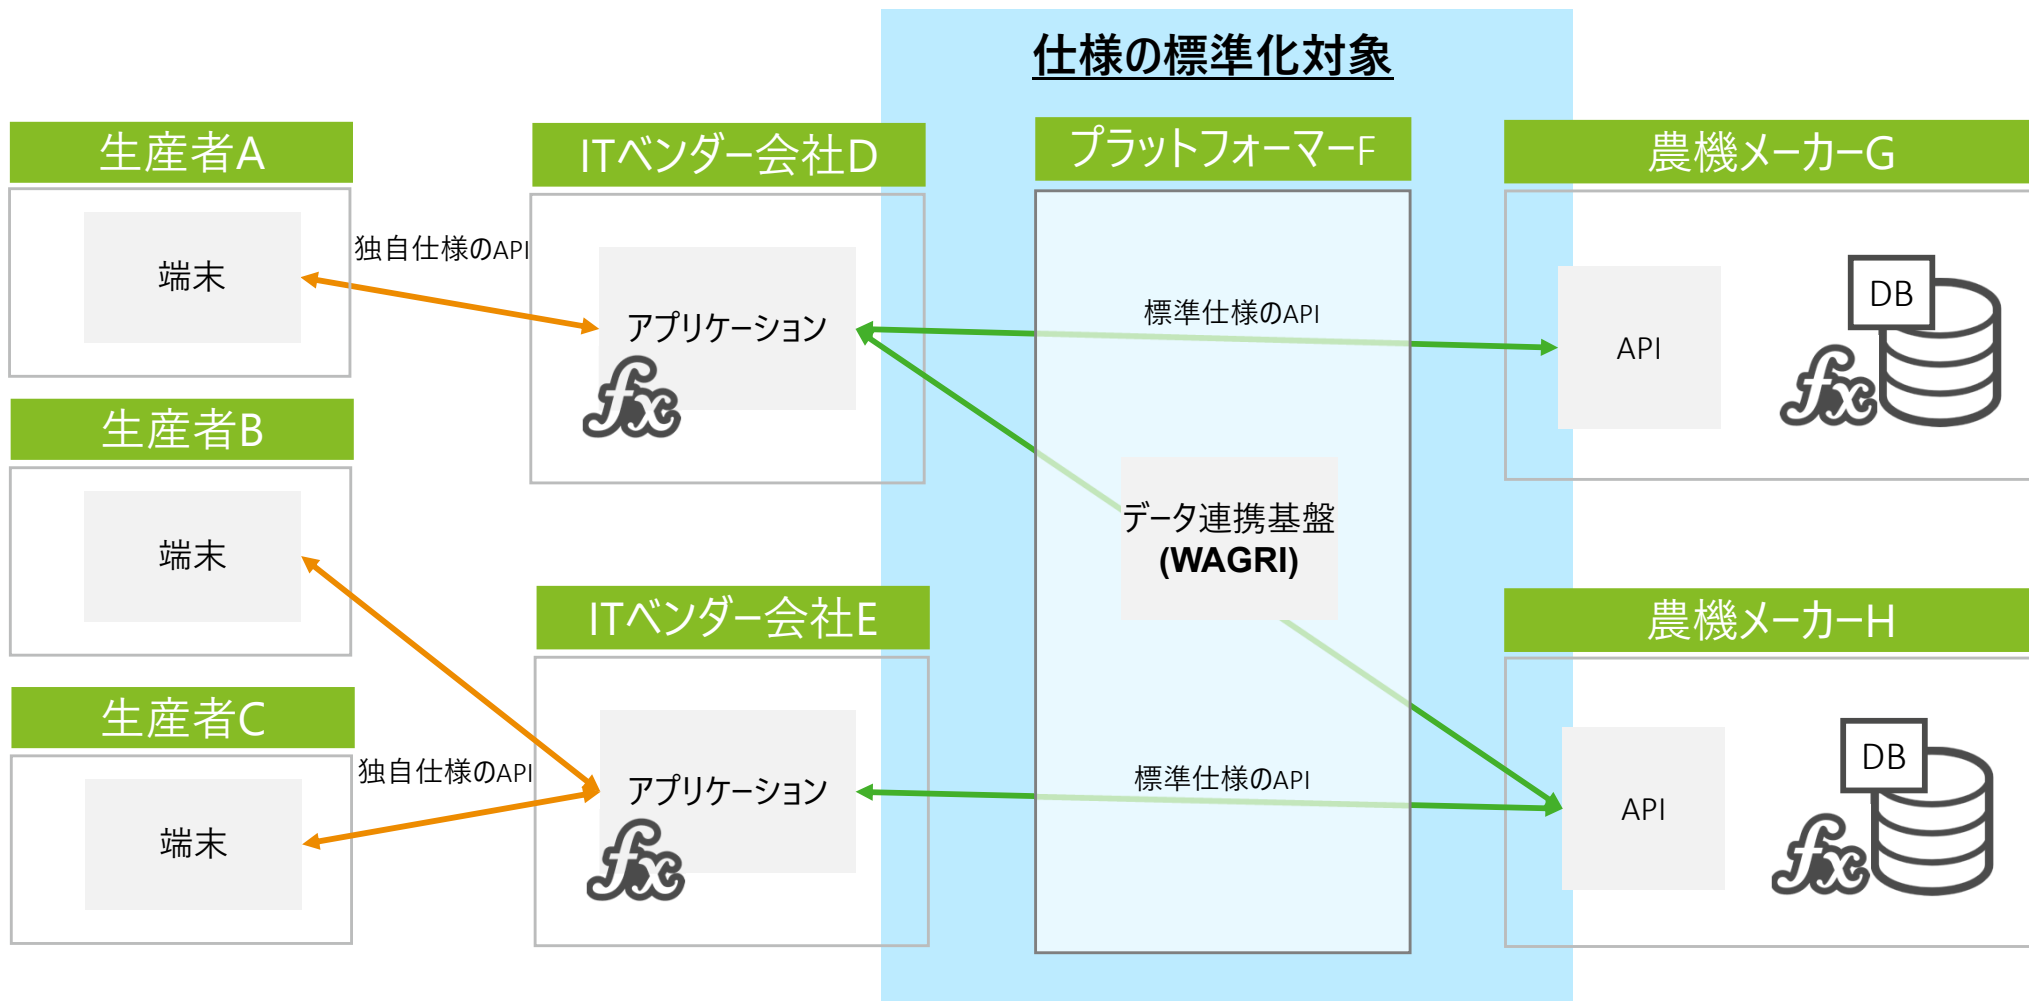 仕様の標準化対象
生産者A
端末
独自仕様のAPI
生産者B
端末
生産者C
独自仕様のAPI
端末
ITベンダー会社D
アプリケーション
fx
ITベンダー会社E
アプリケーション
fx
プラットフォーマーF
標準仕様のAPI
データ連携基盤
(WAGRI)
標準仕様のAPI
農機メーカーG
API
DB
fx
農機メーカーH
API
DB
fx